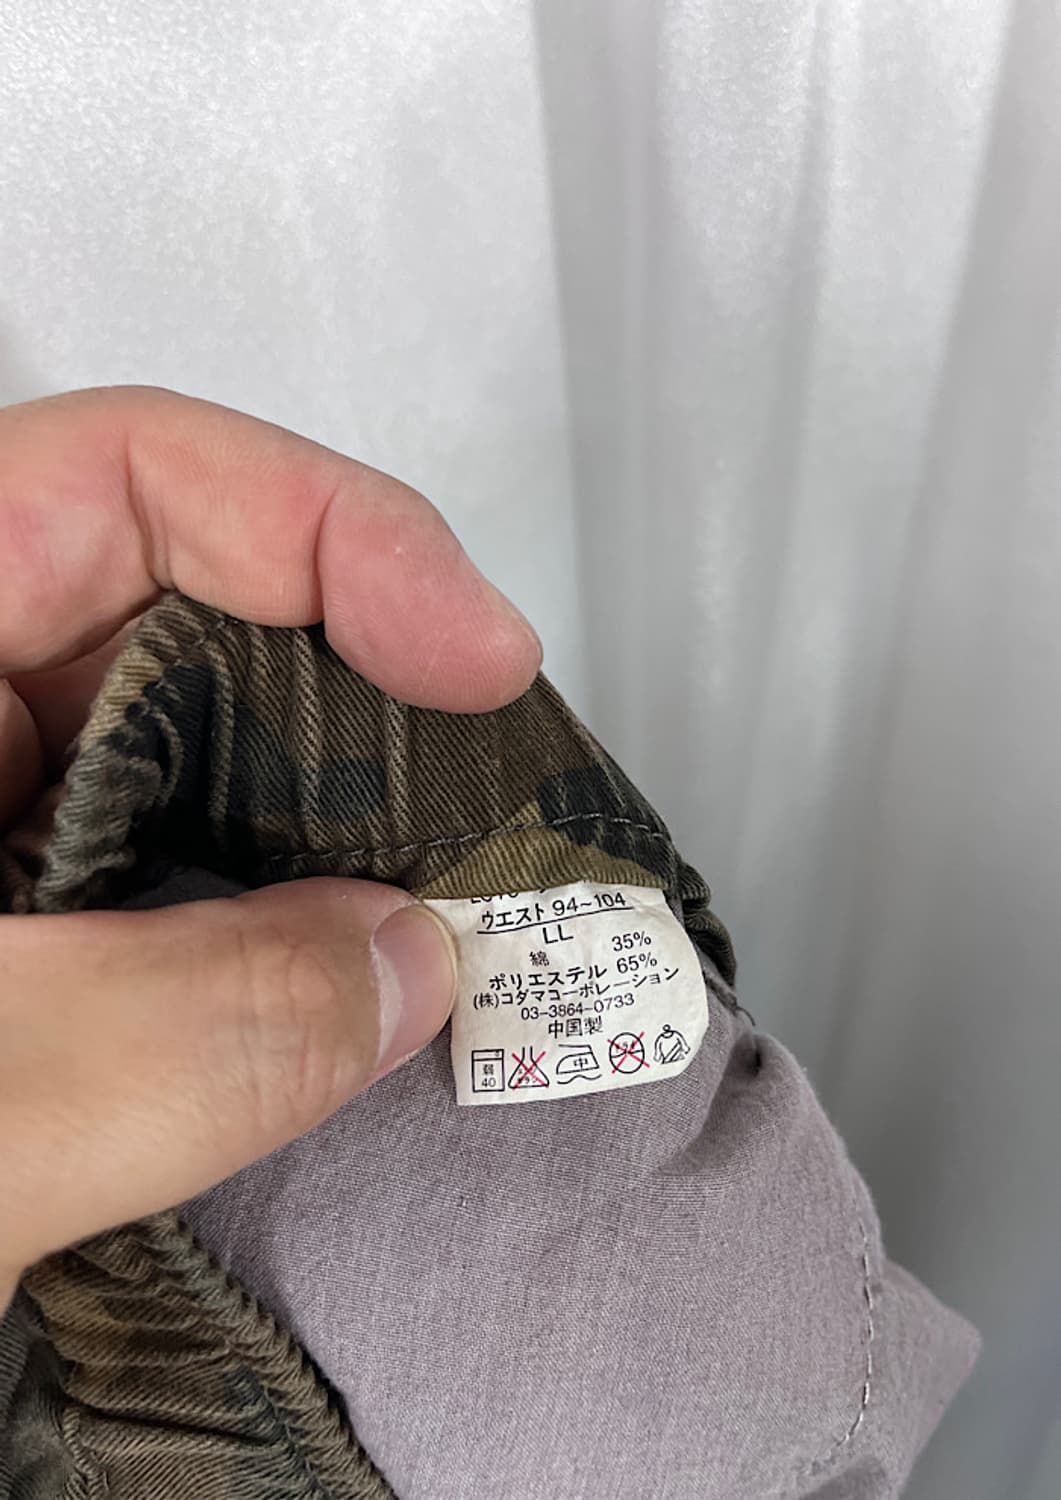 ウエスト 94~104
LL
綿 35%
ポリエステル 65%
(株)コダマコーポレーション
03-3864-0733
中国製
弱 40 中